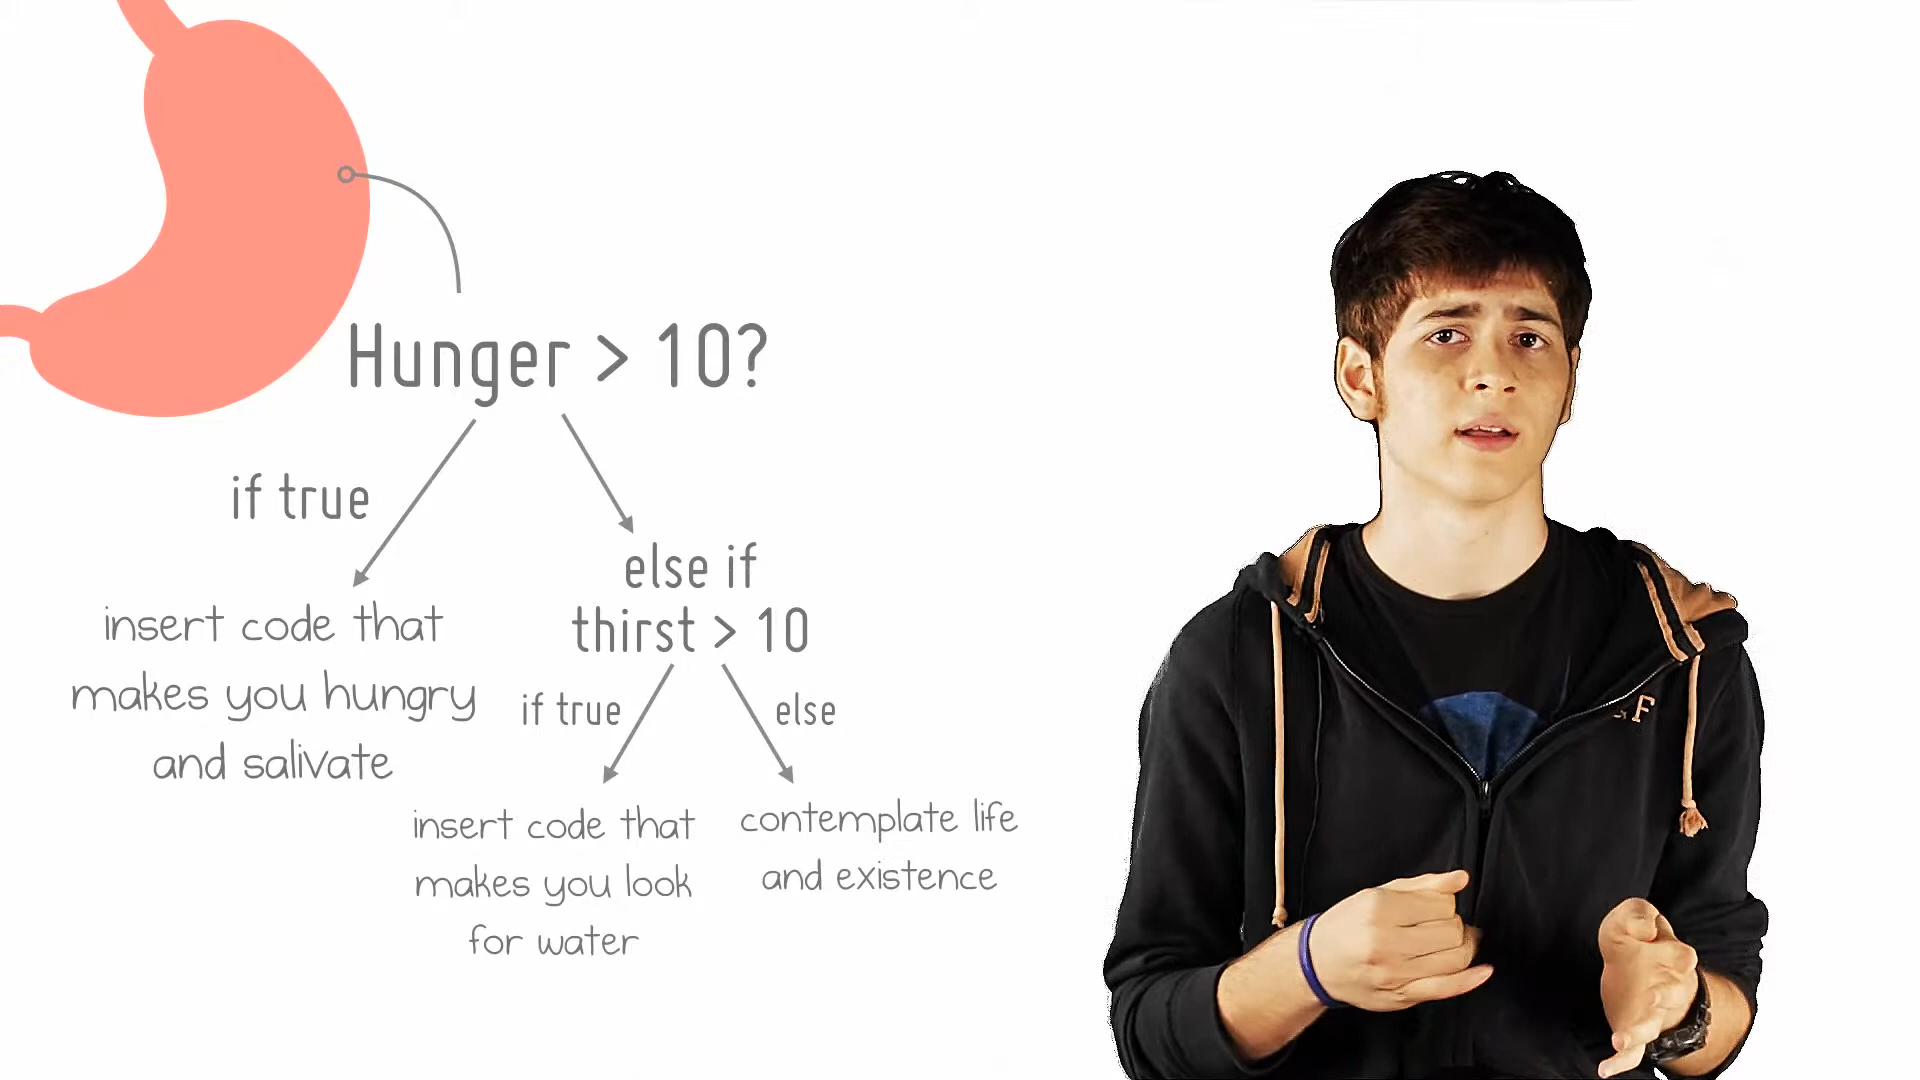 Hunger > 10?
if true
insert code that
makes you hungry
and salivate
else if
thirst > 10
if true
else
insert code that
makes you look
for water
contemplate life
and existence